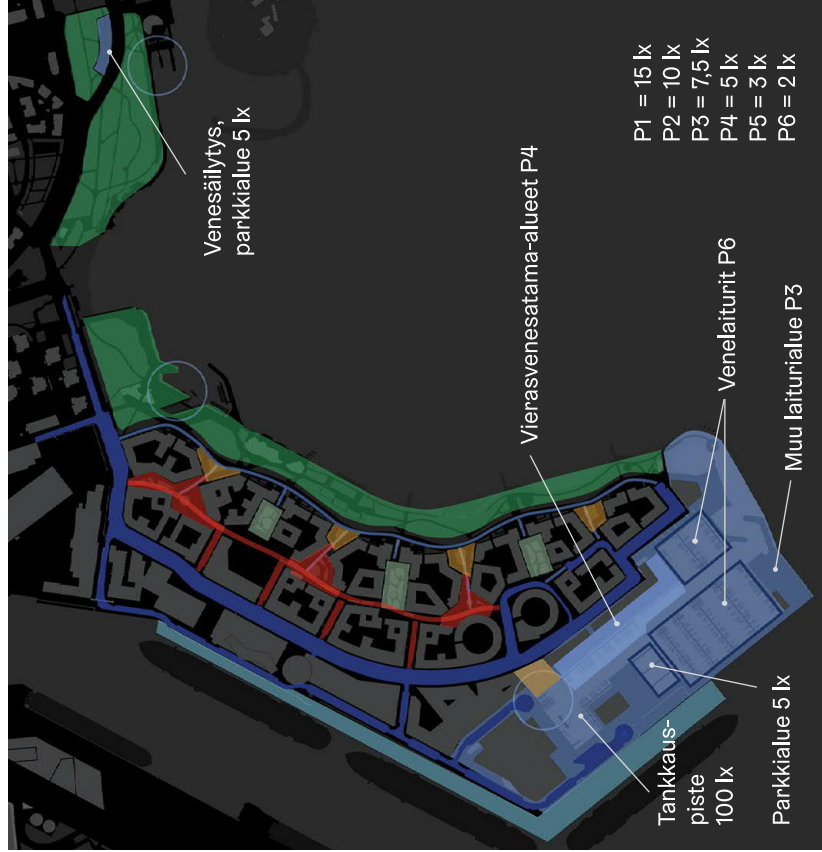 Venesäilytys,
parkkialue 5 lx
Vierasvenesatama-alueet P4
Venelaiturit P6
Muu laiturialue P3
Tankkaus-
piste
100 lx
Parkkialue 5 lx
P1 = 15 lx
P2 = 10 lx
P3 = 7,5 lx
P4 = 5 lx
P5 = 3 lx
P6 = 2 lx